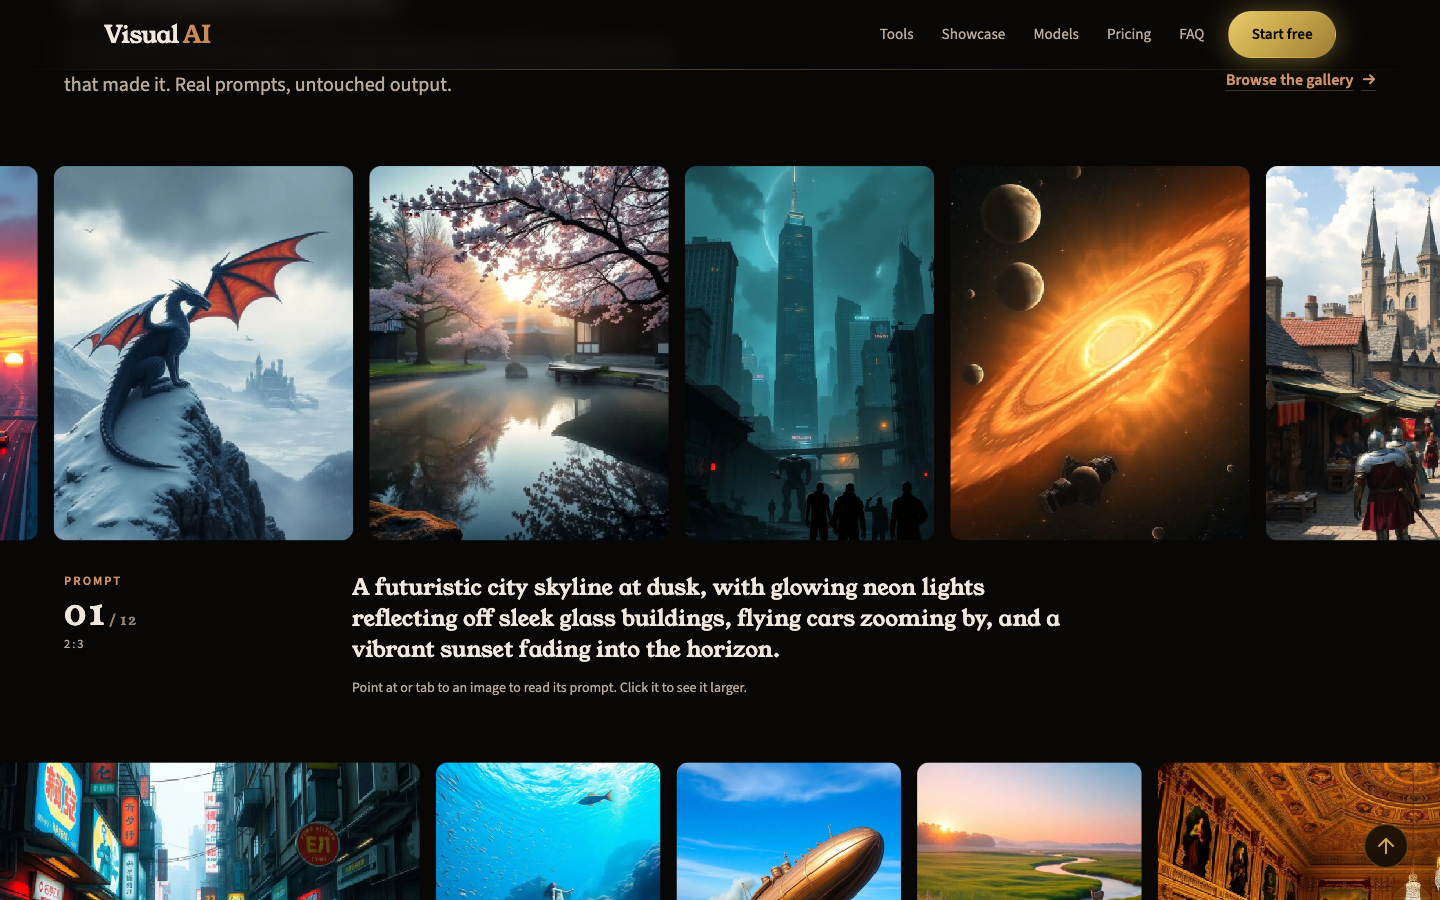 Visual AI
Tools
Showcase
Models
Pricing
FAQ
Start free
that made it. Real prompts, untouched output.
Browse the gallery →
PROMPT
01 / 12
2:3
A futuristic city skyline at dusk, with glowing neon lights
reflecting off sleek glass buildings, flying cars zooming by, and a
vibrant sunset fading into the horizon.
Point at or tab to an image to read its prompt. Click it to see it larger.